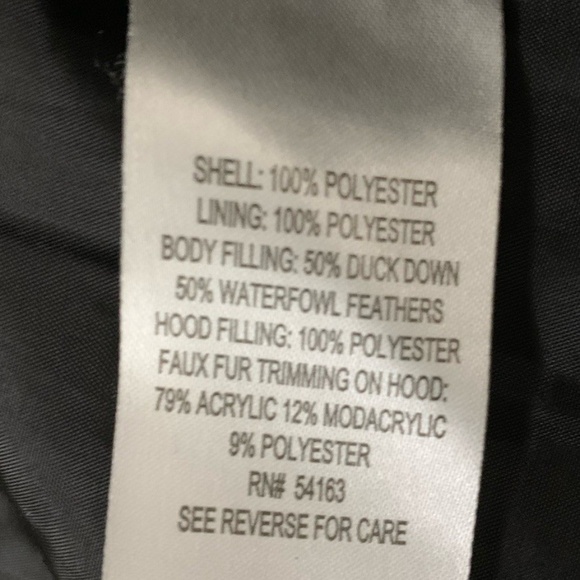 SHELL: 100% POLYESTER
LINING: 100% POLYESTER
BODY FILLING: 50% DUCK DOWN
50% WATERFOWL FEATHERS
HOOD FILLING: 100% POLYESTER
FAUX FUR TRIMMING ON HOOD:
79% ACRYLIC 12% MODACRYLIC
9% POLYESTER
RN# 54163
SEE REVERSE FOR CARE